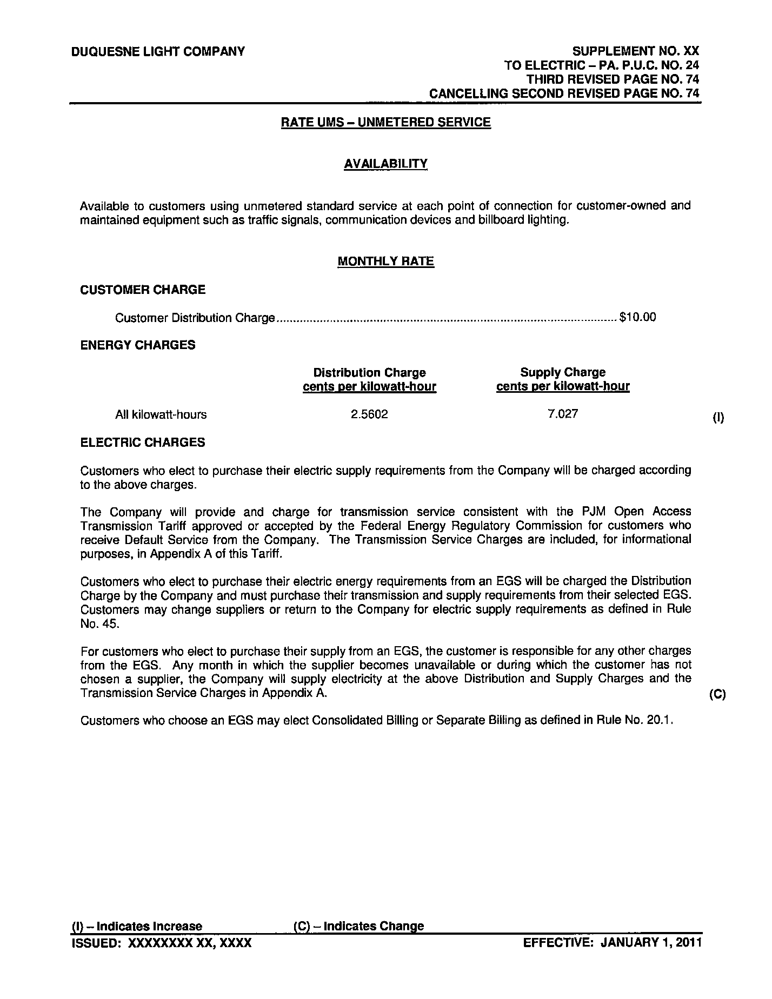 DUQUESNE LIGHT COMPANY
SUPPLEMENT NO. XX
TO ELECTRIC – PA. P.U.C. NO. 24
THIRD REVISED PAGE NO. 74
CANCELLING SECOND REVISED PAGE NO. 74
RATE UMS – UNMETERED SERVICE
AVAILABILITY
Available to customers using unmetered standard service at each point of connection for customer-owned and
maintained equipment such as traffic signals, communication devices and billboard lighting.
MONTHLY RATE
CUSTOMER CHARGE
Customer Distribution Charge....................................................................................................... $10.00
ENERGY CHARGES
Distribution Charge Supply Charge
cents per kilowatt-hour cents per kilowatt-hour
All kilowatt-hours 2.5602 7.027 (I)
ELECTRIC CHARGES
Customers who elect to purchase their electric supply requirements from the Company will be charged according
to the above charges.
The Company will provide and charge for transmission service consistent with the PJM Open Access
Transmission Tariff approved or accepted by the Federal Energy Regulatory Commission for customers who
receive Default Service from the Company. The Transmission Service Charges are included, for informational
purposes, in Appendix A of this Tariff.
Customers who elect to purchase their electric energy requirements from an EGS will be charged the Distribution
Charge by the Company and must purchase their transmission and supply requirements from their selected EGS.
Customers may change suppliers or return to the Company for electric supply requirements as defined in Rule
No. 45.
For customers who elect to purchase their supply from an EGS, the customer is responsible for any other charges
from the EGS. Any month in which the supplier becomes unavailable or during which the customer has not
chosen a supplier, the Company will supply electricity at the above Distribution and Supply Charges and the
Transmission Service Charges in Appendix A. (C)
Customers who choose an EGS may elect Consolidated Billing or Separate Billing as defined in Rule No. 20.1.
(I) – Indicates Increase (C) – Indicates Change
ISSUED: XXXXXXXX XX, XXXX EFFECTIVE: JANUARY 1, 2011